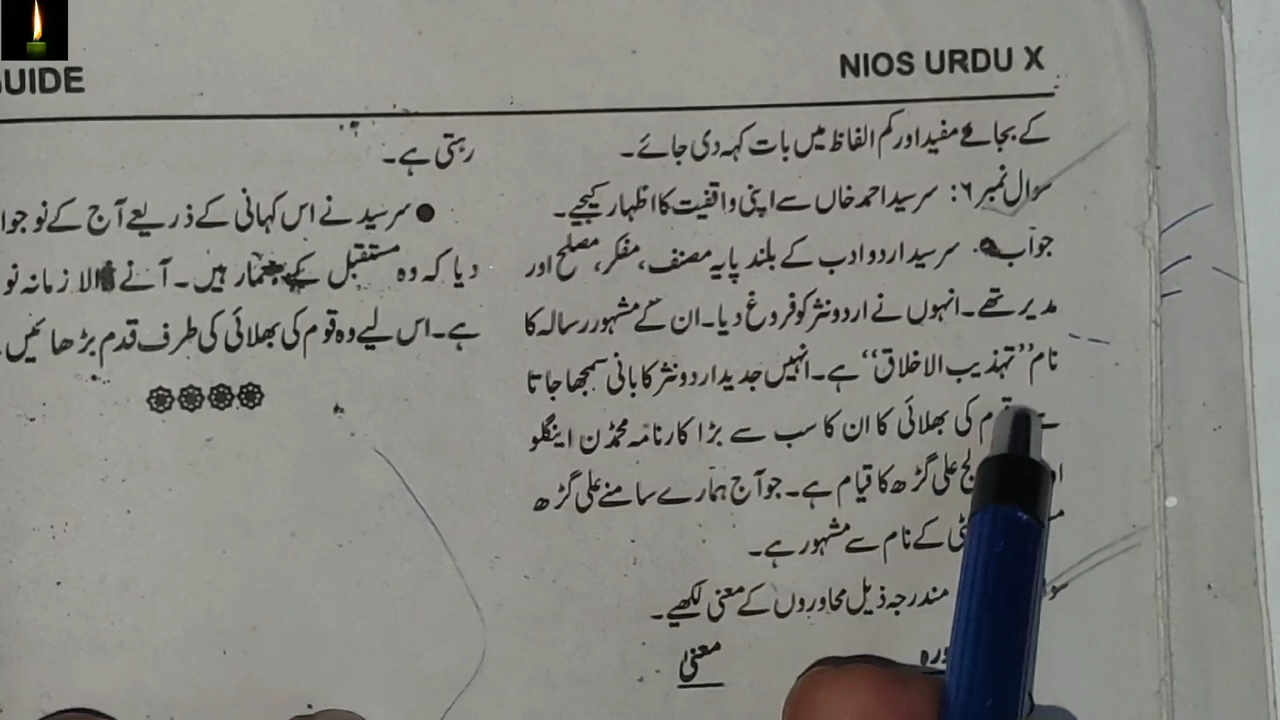 NIOS URDU X
GUIDE
کے بجائے مفید اور کم الفاظ میں بات کہہ دی جائے۔
سوال نمبر ۶: سرسید احمد خاں سے اپنی واقفیت کا اظہار کیجیے۔
جواب سرسید اردو ادب کے بلند پایہ مصنف، مفکر، مصلح اور
مدیر تھے۔ انہوں نے اردو نثر کو فروغ دیا۔ ان کے مشہور رسالہ کا
نام ”تہذیب الاخلاق“ ہے۔ انہیں جدید اردو نثر کا بانی سمجھا جاتا
کی بھلائی کا ان کا سب سے بڑا کارنامہ محمڈن اینگلو
علی گڑھ کا قیام ہے۔ جو آج ہمارے سامنے علی گڑھ
کے نام سے مشہور ہے۔
مندرجہ ذیل محاوروں کے معنی لکھیے۔
معنی
رہتی ہے۔
● سرسید نے اس کہانی کے ذریعے آج کے
دیا کہ وہ مستقبل کے معمار ہیں۔ آنے والا زمانہ
ہے۔ اس لیے وہ قوم کی بھلائی کی طرف قدم بڑھائیں۔